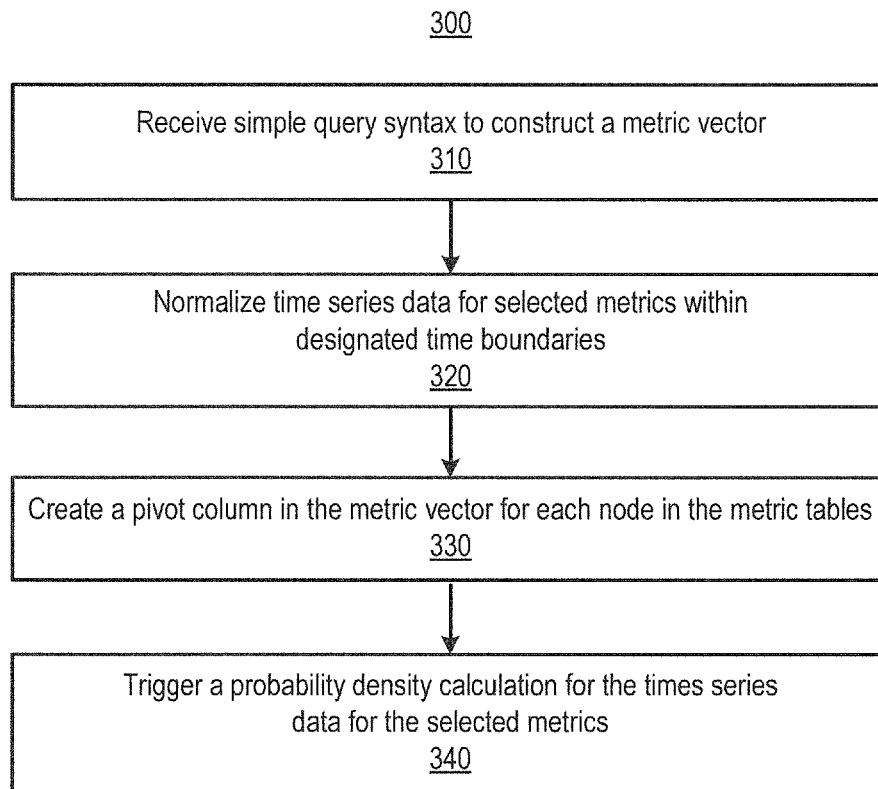 300
Receive simple query syntax to construct a metric vector
310
Normalize time series data for selected metrics within
designated time boundaries
320
Create a pivot column in the metric vector for each node in the metric tables
330
Trigger a probability density calculation for the times series
data for the selected metrics
340